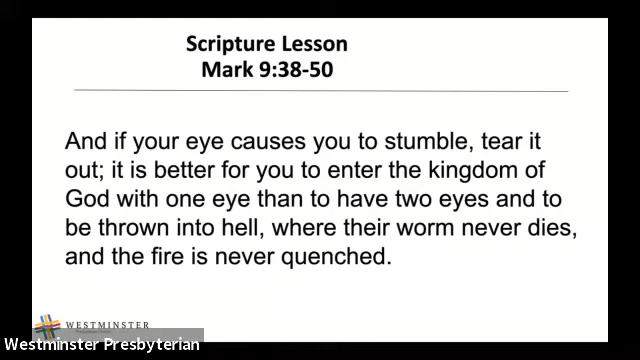 Scripture Lesson
Mark 9:38-50
And if your eye causes you to stumble, tear it
out; it is better for you to enter the kingdom of
God with one eye than to have two eyes and to
be thrown into hell, where their worm never dies,
and the fire is never quenched.
WESTMINSTER
Westminster Presbyterian